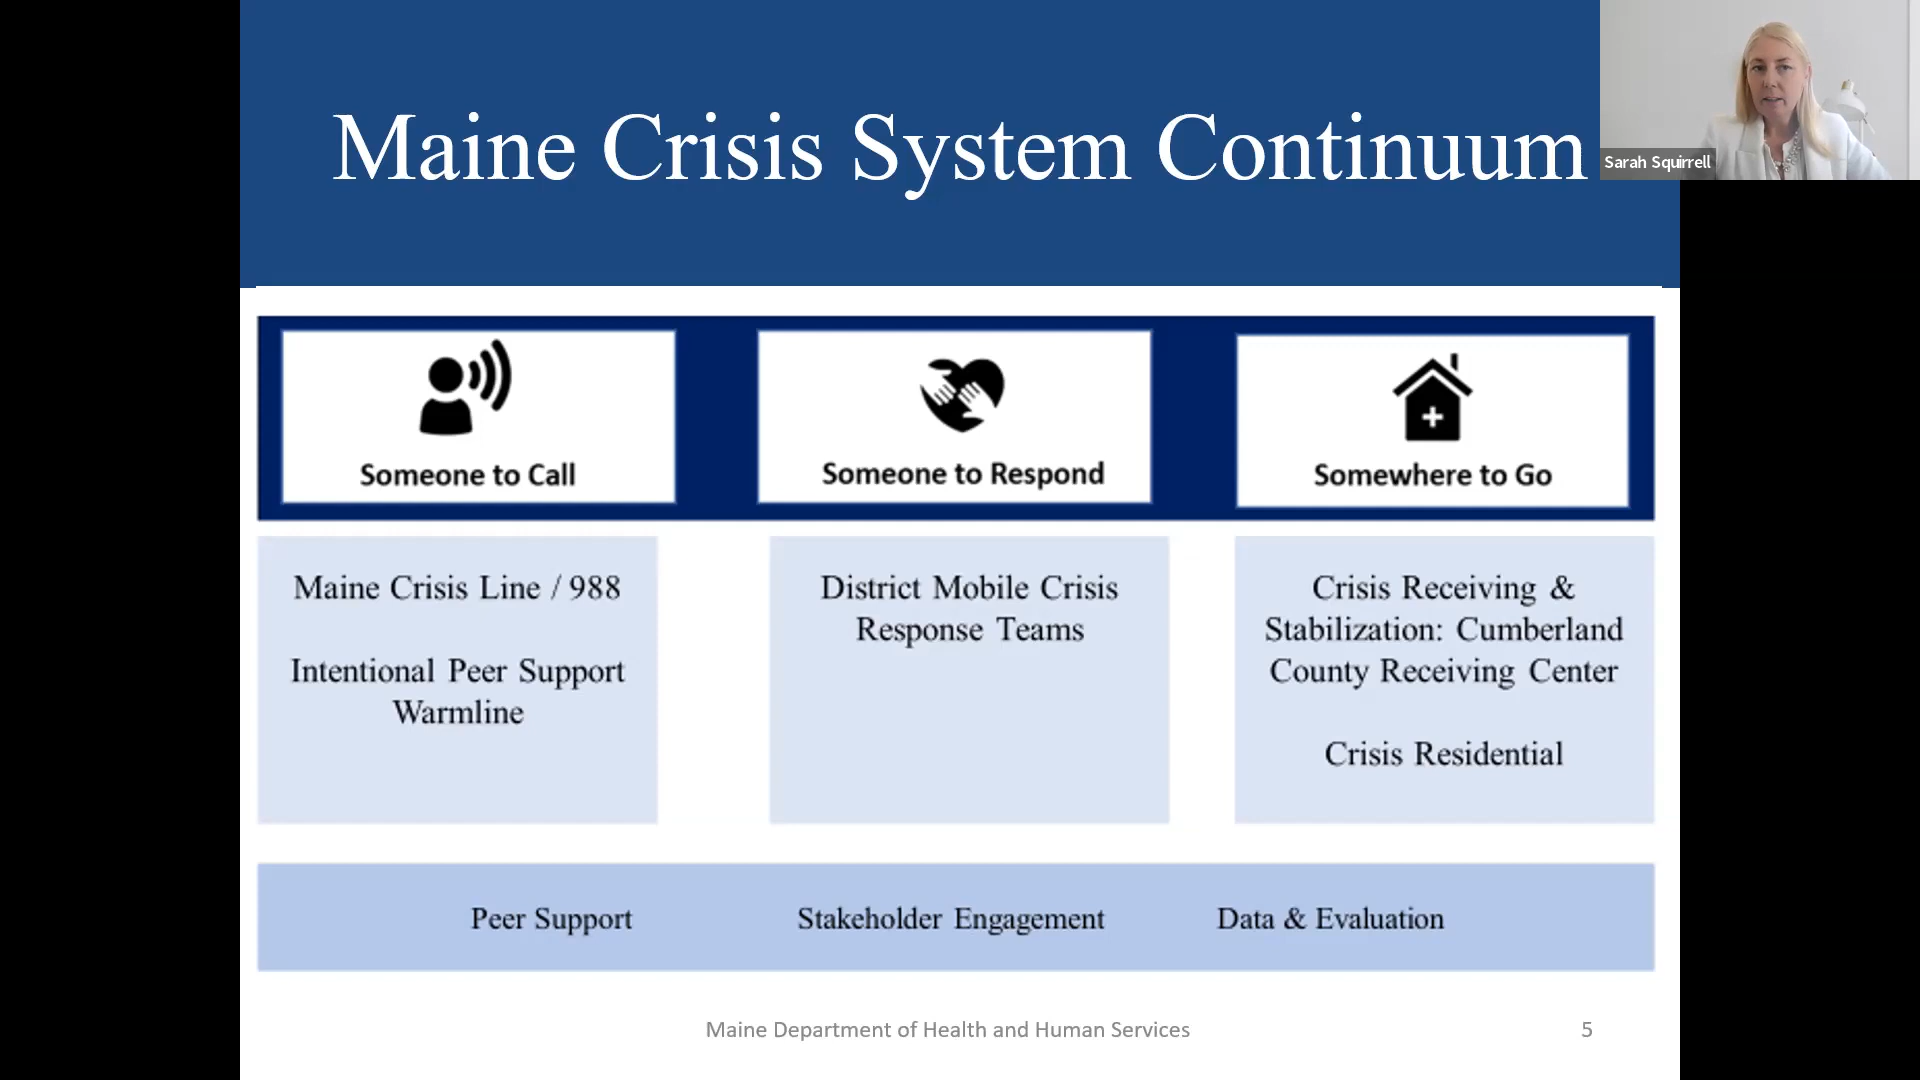 Maine Crisis System Continuum
Sarah Squirrell
Someone to Call
Someone to Respond
Somewhere to Go
Maine Crisis Line / 988
Intentional Peer Support
Warmline
District Mobile Crisis
Response Teams
Crisis Receiving &
Stabilization: Cumberland
County Receiving Center
Crisis Residential
Peer Support
Stakeholder Engagement
Data & Evaluation
Maine Department of Health and Human Services
5